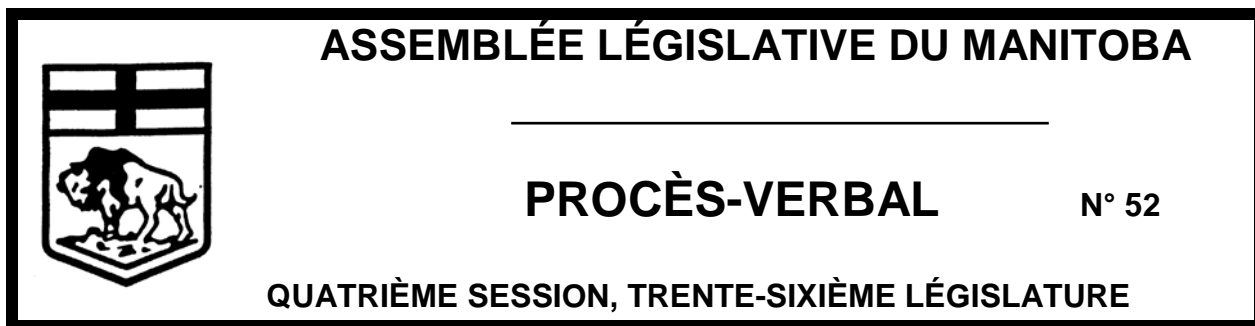 ASSEMBLÉE LÉGISLATIVE DU MANITOBA
PROCÈS-VERBAL N° 52
QUATRIÈME SESSION, TRENTE-SIXIÈME LÉGISLATURE